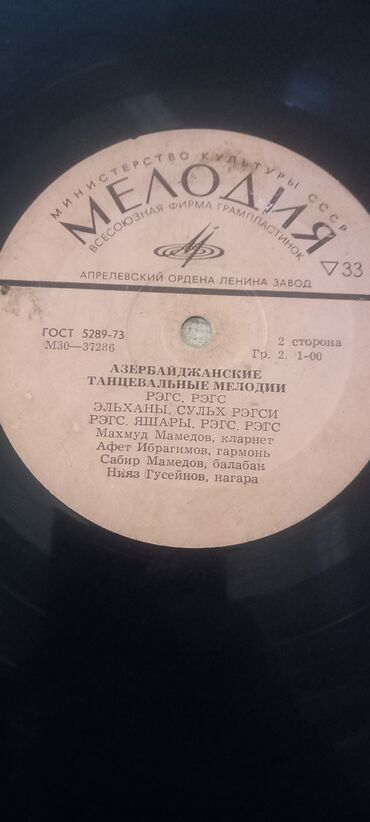 МИНИСТЕРСТВО КУЛЬТУРЫ СССР
МЕЛОДИЯ
ВСЕСОЮЗНАЯ ФИРМА ГРАМПЛАСТИНОК
АПРЕЛЕВСКИЙ ОРДЕНА ЛЕНИНА ЗАВОД
▽33
ГОСТ 5289-73
М30—37286
2 сторона
Гр. 2. 1-00
АЗЕРБАЙДЖАНСКИЕ
ТАНЦЕВАЛЬНЫЕ МЕЛОДИИ
РЭГС, РЭГС
ЭЛЬХАНЫ, СУЛЬХ РЭГСИ
РЭГС, ЯШАРЫ, РЭГС, РЭГС
Махмуд Мамедов, кларнет
Афет Ибрагимов, гармонь
Сабир Мамедов, балабан
Нияз Гусейнов, нагара